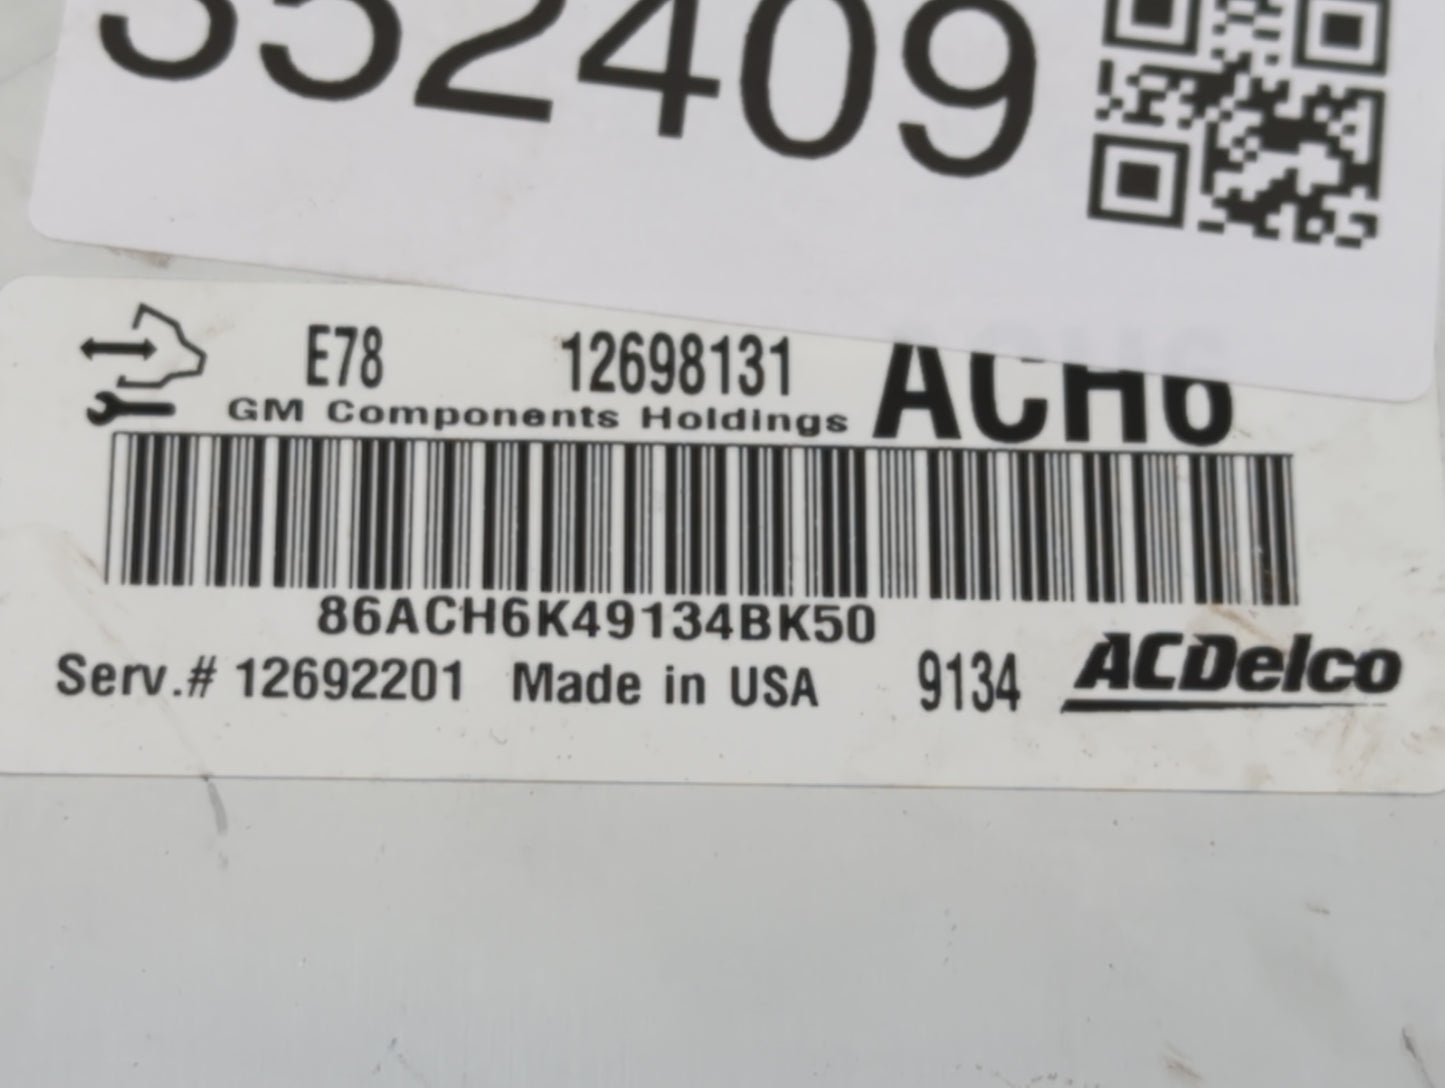 352409
E78 12698131 ACH6
GM Components Holdings
86ACH6K49134BK50
Serv.# 12692201 Made in USA 9134 ACDelco